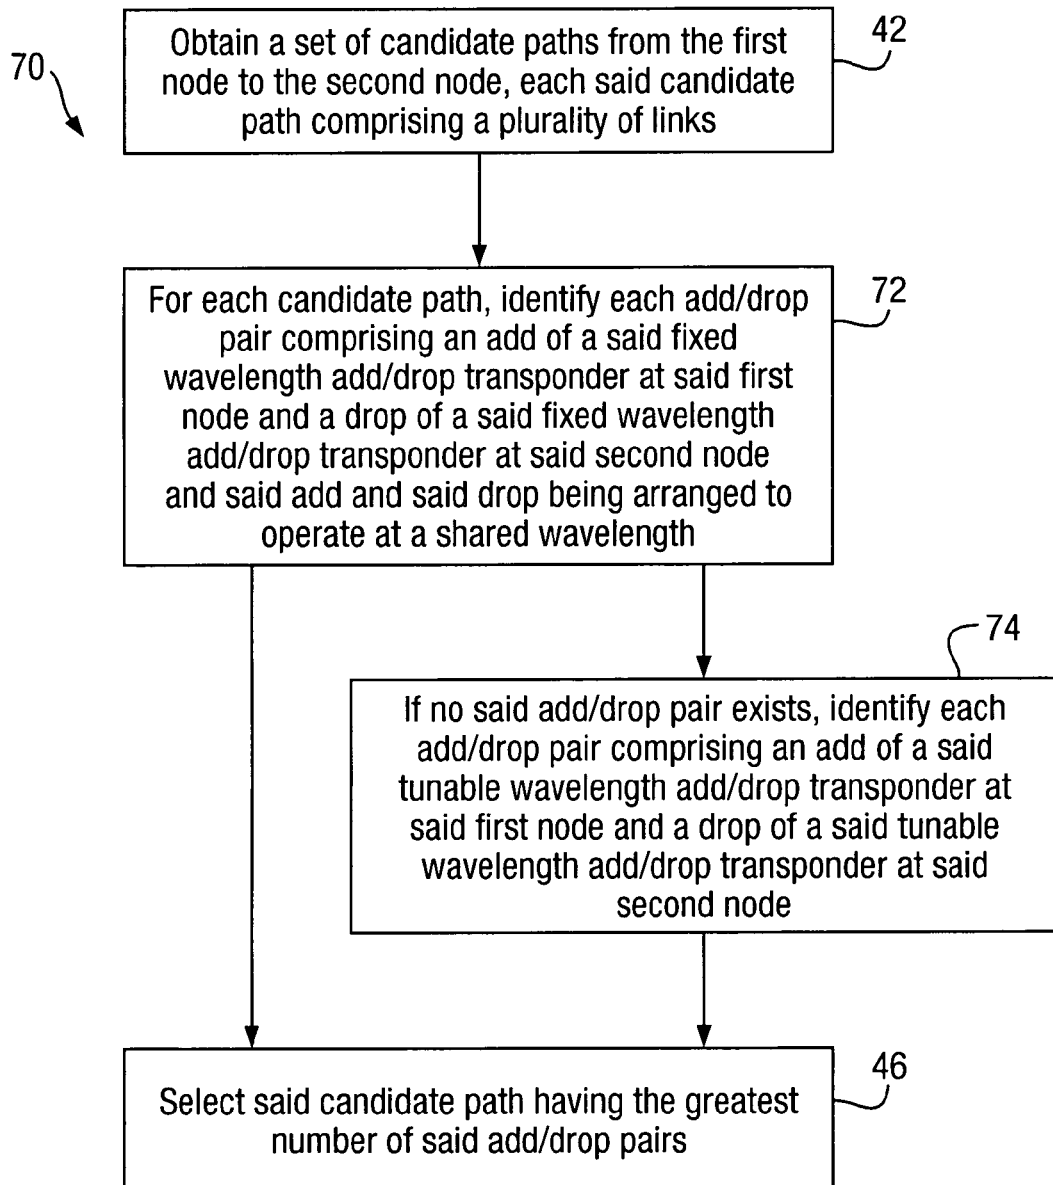 70
Obtain a set of candidate paths from the first
node to the second node, each said candidate
path comprising a plurality of links
42
For each candidate path, identify each add/drop
pair comprising an add of a said fixed
wavelength add/drop transponder at said first
node and a drop of a said fixed wavelength
add/drop transponder at said second node
and said add and said drop being arranged to
operate at a shared wavelength
72
74
If no said add/drop pair exists, identify each
add/drop pair comprising an add of a said
tunable wavelength add/drop transponder at
said first node and a drop of a said tunable
wavelength add/drop transponder at said
second node
Select said candidate path having the greatest
number of said add/drop pairs
46